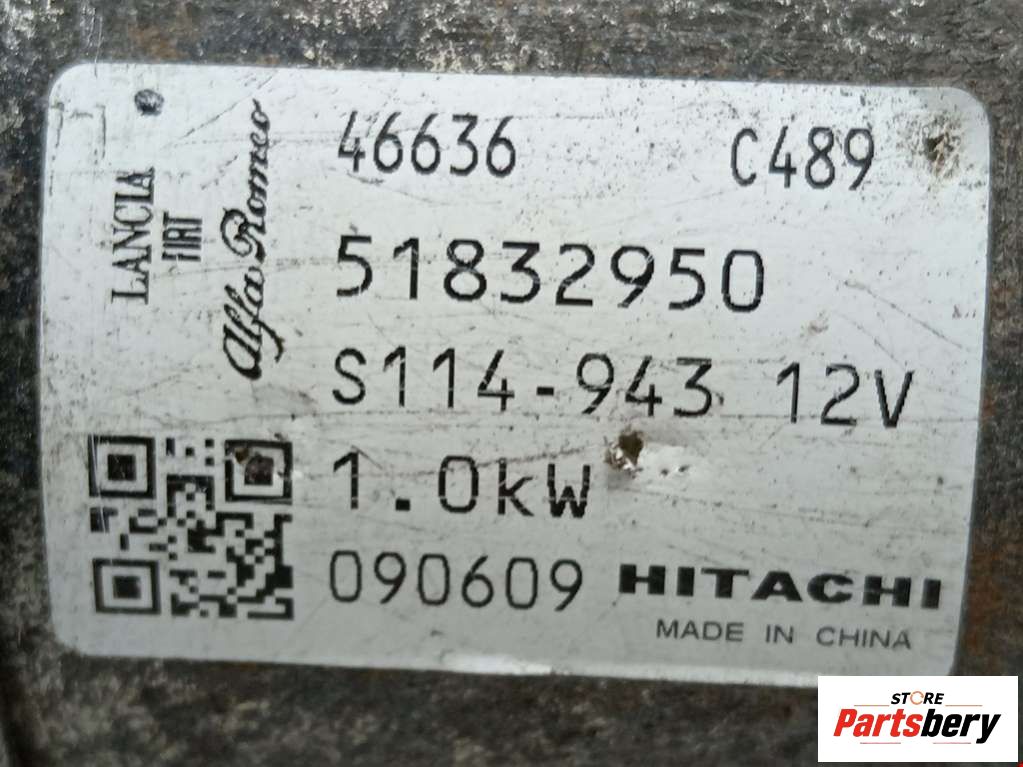 LANCIA
FIAT
Alfa Romeo
46636 C489
51832950
S114-943 12V
1.0kW
090609 HITACHI
MADE IN CHINA
STORE
Partsbery